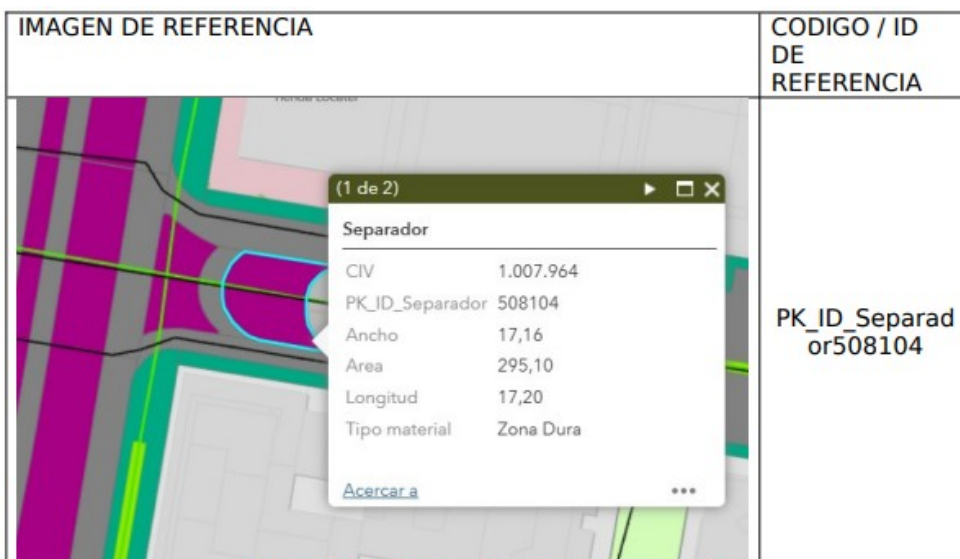 IMAGEN DE REFERENCIA
CODIGO / ID
DE
REFERENCIA
(1 de 2)
Separador
CIV 1.007.964
PK_ID_Separador 508104
Ancho 17,16
Area 295,10
Longitud 17,20
Tipo material Zona Dura
Acercar a
PK_ID_Separad
or508104